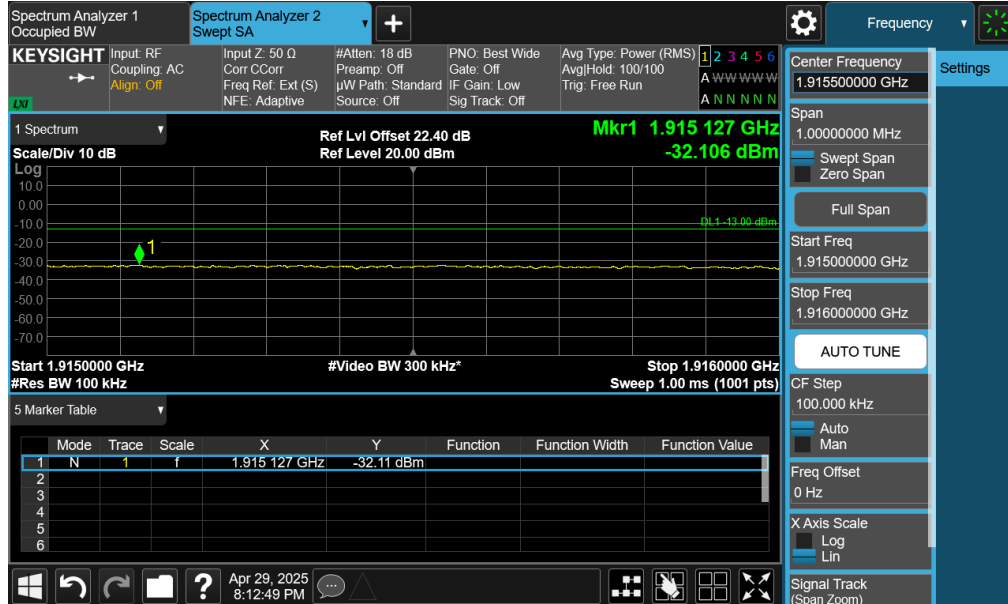 Spectrum Analyzer 1
Occupied BW
Spectrum Analyzer 2
Swept SA
Frequency
KEYSIGHT
LXI
Input: RF
Coupling: AC
Align: Off
Input Z: 50 Ω
Corr CCorr
Freq Ref: Ext (S)
NFE: Adaptive
#Atten: 18 dB
Preamp: Off
µW Path: Standard
Source: Off
PNO: Best Wide
Gate: Off
IF Gain: Low
Sig Track: Off
Avg Type: Power (RMS)
Avg|Hold: 100/100
Trig: Free Run
1 2 3 4 5 6
A W W W W W
A N N N N N
1 Spectrum
Scale/Div 10 dB
Ref Lvl Offset 22.40 dB
Ref Level 20.00 dBm
Mkr1 1.915 127 GHz
-32.106 dBm
Log
10.0
0.00
-10.0
-20.0
-30.0
-40.0
-50.0
-60.0
-70.0
DL1 -13.00 dBm
1
Start 1.9150000 GHz
#Video BW 300 kHz*
Stop 1.9160000 GHz
#Res BW 100 kHz
Sweep 1.00 ms (1001 pts)
5 Marker Table
Mode Trace Scale X Y Function Function Width Function Value
1 N 1 f 1.915 127 GHz -32.11 dBm
2
3
4
5
6
Apr 29, 2025
8:12:49 PM
Center Frequency
1.915500000 GHz
Span
1.00000000 MHz
Swept Span
Zero Span
Full Span
Start Freq
1.915000000 GHz
Stop Freq
1.916000000 GHz
AUTO TUNE
CF Step
100.000 kHz
Auto
Man
Freq Offset
0 Hz
X Axis Scale
Log
Lin
Signal Track
(Span Zoom)
Settings